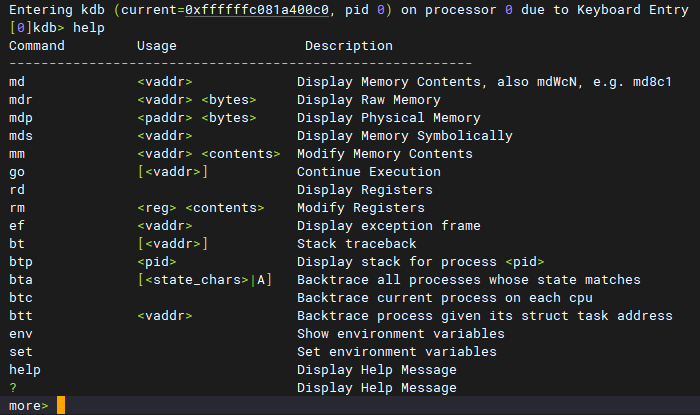 Entering kdb (current=0xffffffc081a400c0, pid 0) on processor 0 due to Keyboard Entry
[0]kdb> help
Command         Usage                Description
----------------------------------------------------------
md              <vaddr>             Display Memory Contents, also mdWcN, e.g. md8c1
mdr             <vaddr> <bytes>     Display Raw Memory
mdp             <paddr> <bytes>     Display Physical Memory
mds             <vaddr>             Display Memory Symbolically
mm              <vaddr> <contents>  Modify Memory Contents
go              [<vaddr>]           Continue Execution
rd                                  Display Registers
rm              <reg> <contents>    Modify Registers
ef              <vaddr>             Display exception frame
bt              [<vaddr>]           Stack traceback
btp             <pid>               Display stack for process <pid>
bta             [<state_chars>|A]   Backtrace all processes whose state matches
btc                                 Backtrace current process on each cpu
btt             <vaddr>             Backtrace process given its struct task address
env                                 Show environment variables
set                                 Set environment variables
help                                Display Help Message
?                                   Display Help Message
more>